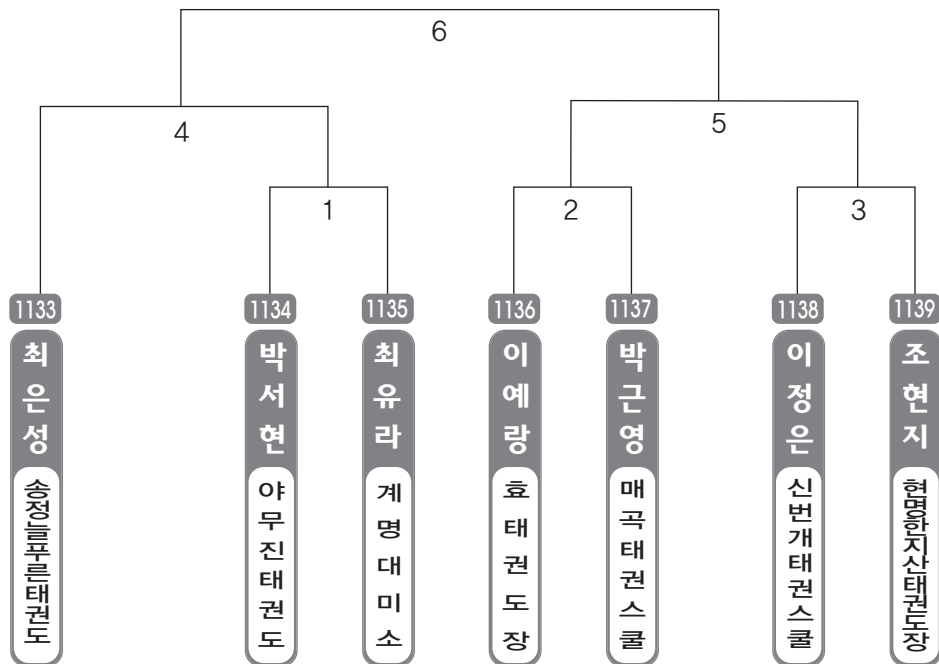 6
4
5
1
2
3
1133
1134
1135
1136
1137
1138
1139
최은성
박서현
최유라
이예랑
박근영
이정은
조현지
송정늘푸른태권도
야무진태권도
계명대미소
효태권도장
매곡태권스쿨
신번개태권스쿨
현명한지산태권도장